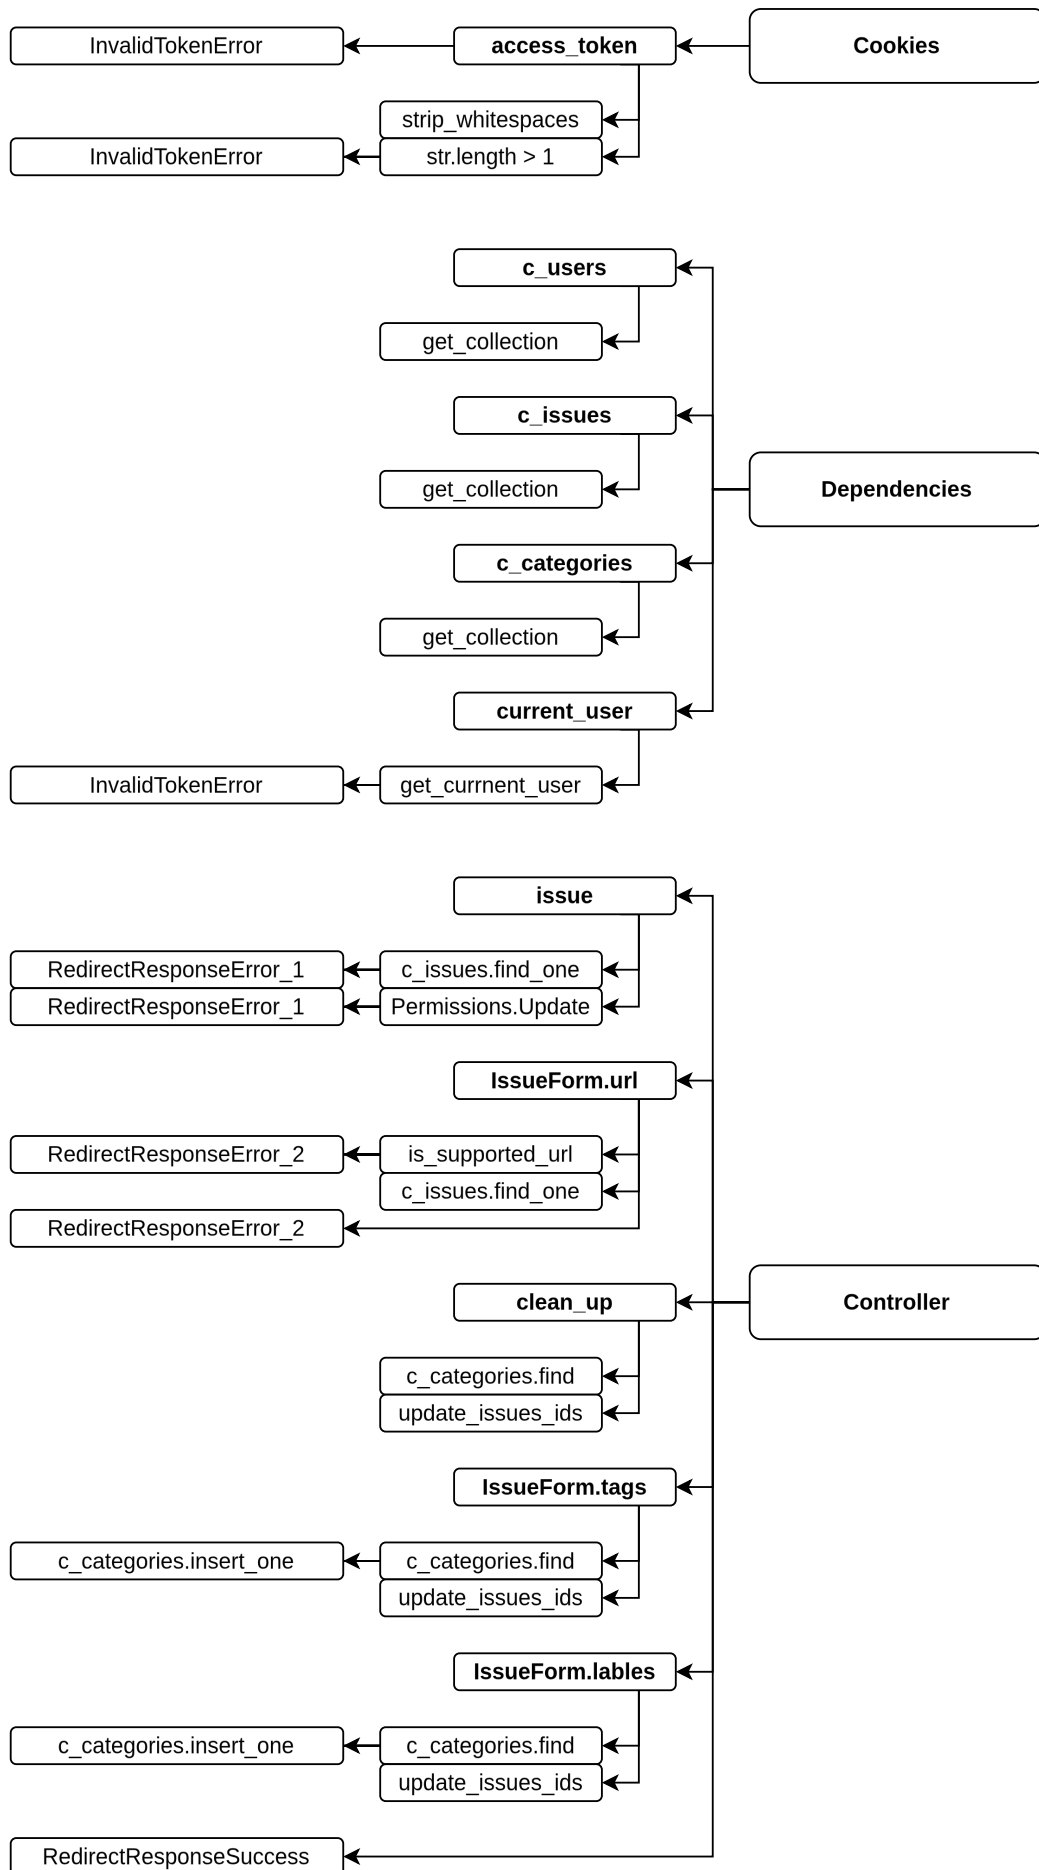 InvalidTokenError
access_token
Cookies
strip_whitespaces
InvalidTokenError
str.length > 1
c_users
get_collection
c_issues
get_collection
Dependencies
c_categories
get_collection
current_user
InvalidTokenError
get_currnent_user
issue
RedirectResponseError_1
c_issues.find_one
RedirectResponseError_1
Permissions.Update
IssueForm.url
RedirectResponseError_2
is_supported_url
c_issues.find_one
RedirectResponseError_2
clean_up
Controller
c_categories.find
update_issues_ids
IssueForm.tags
c_categories.insert_one
c_categories.find
update_issues_ids
IssueForm.lables
c_categories.insert_one
c_categories.find
update_issues_ids
RedirectResponseSuccess